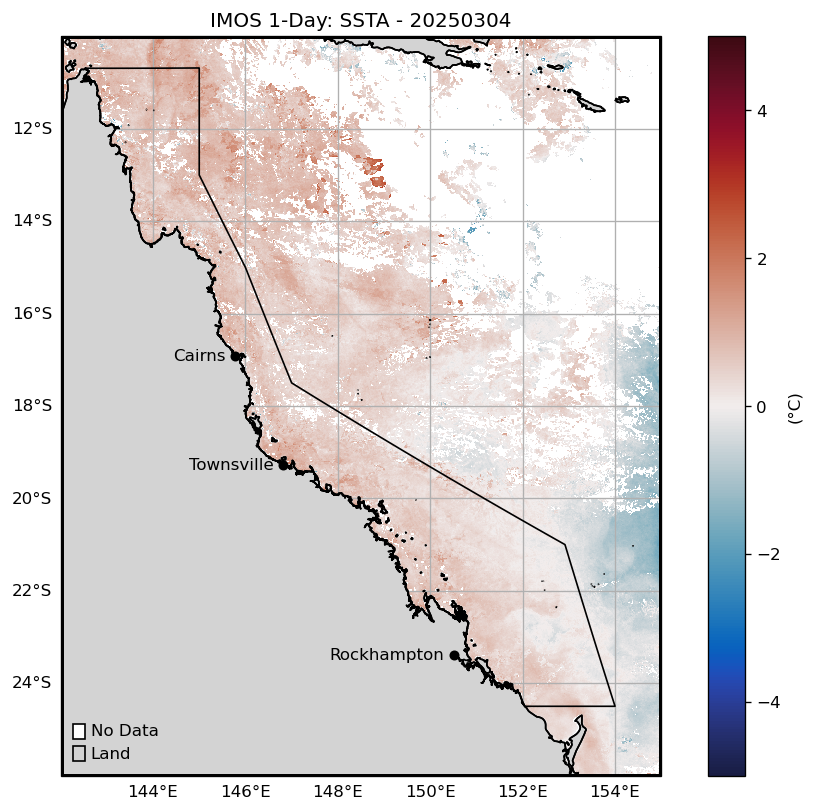 IMOS 1-Day: SSTA - 20250304
12°S
14°S
16°S
18°S
20°S
22°S
24°S
Cairns
Townsville
Rockhampton
No Data
Land
144°E 146°E 148°E 150°E 152°E 154°E
4
2
0
−2
−4
(°C)